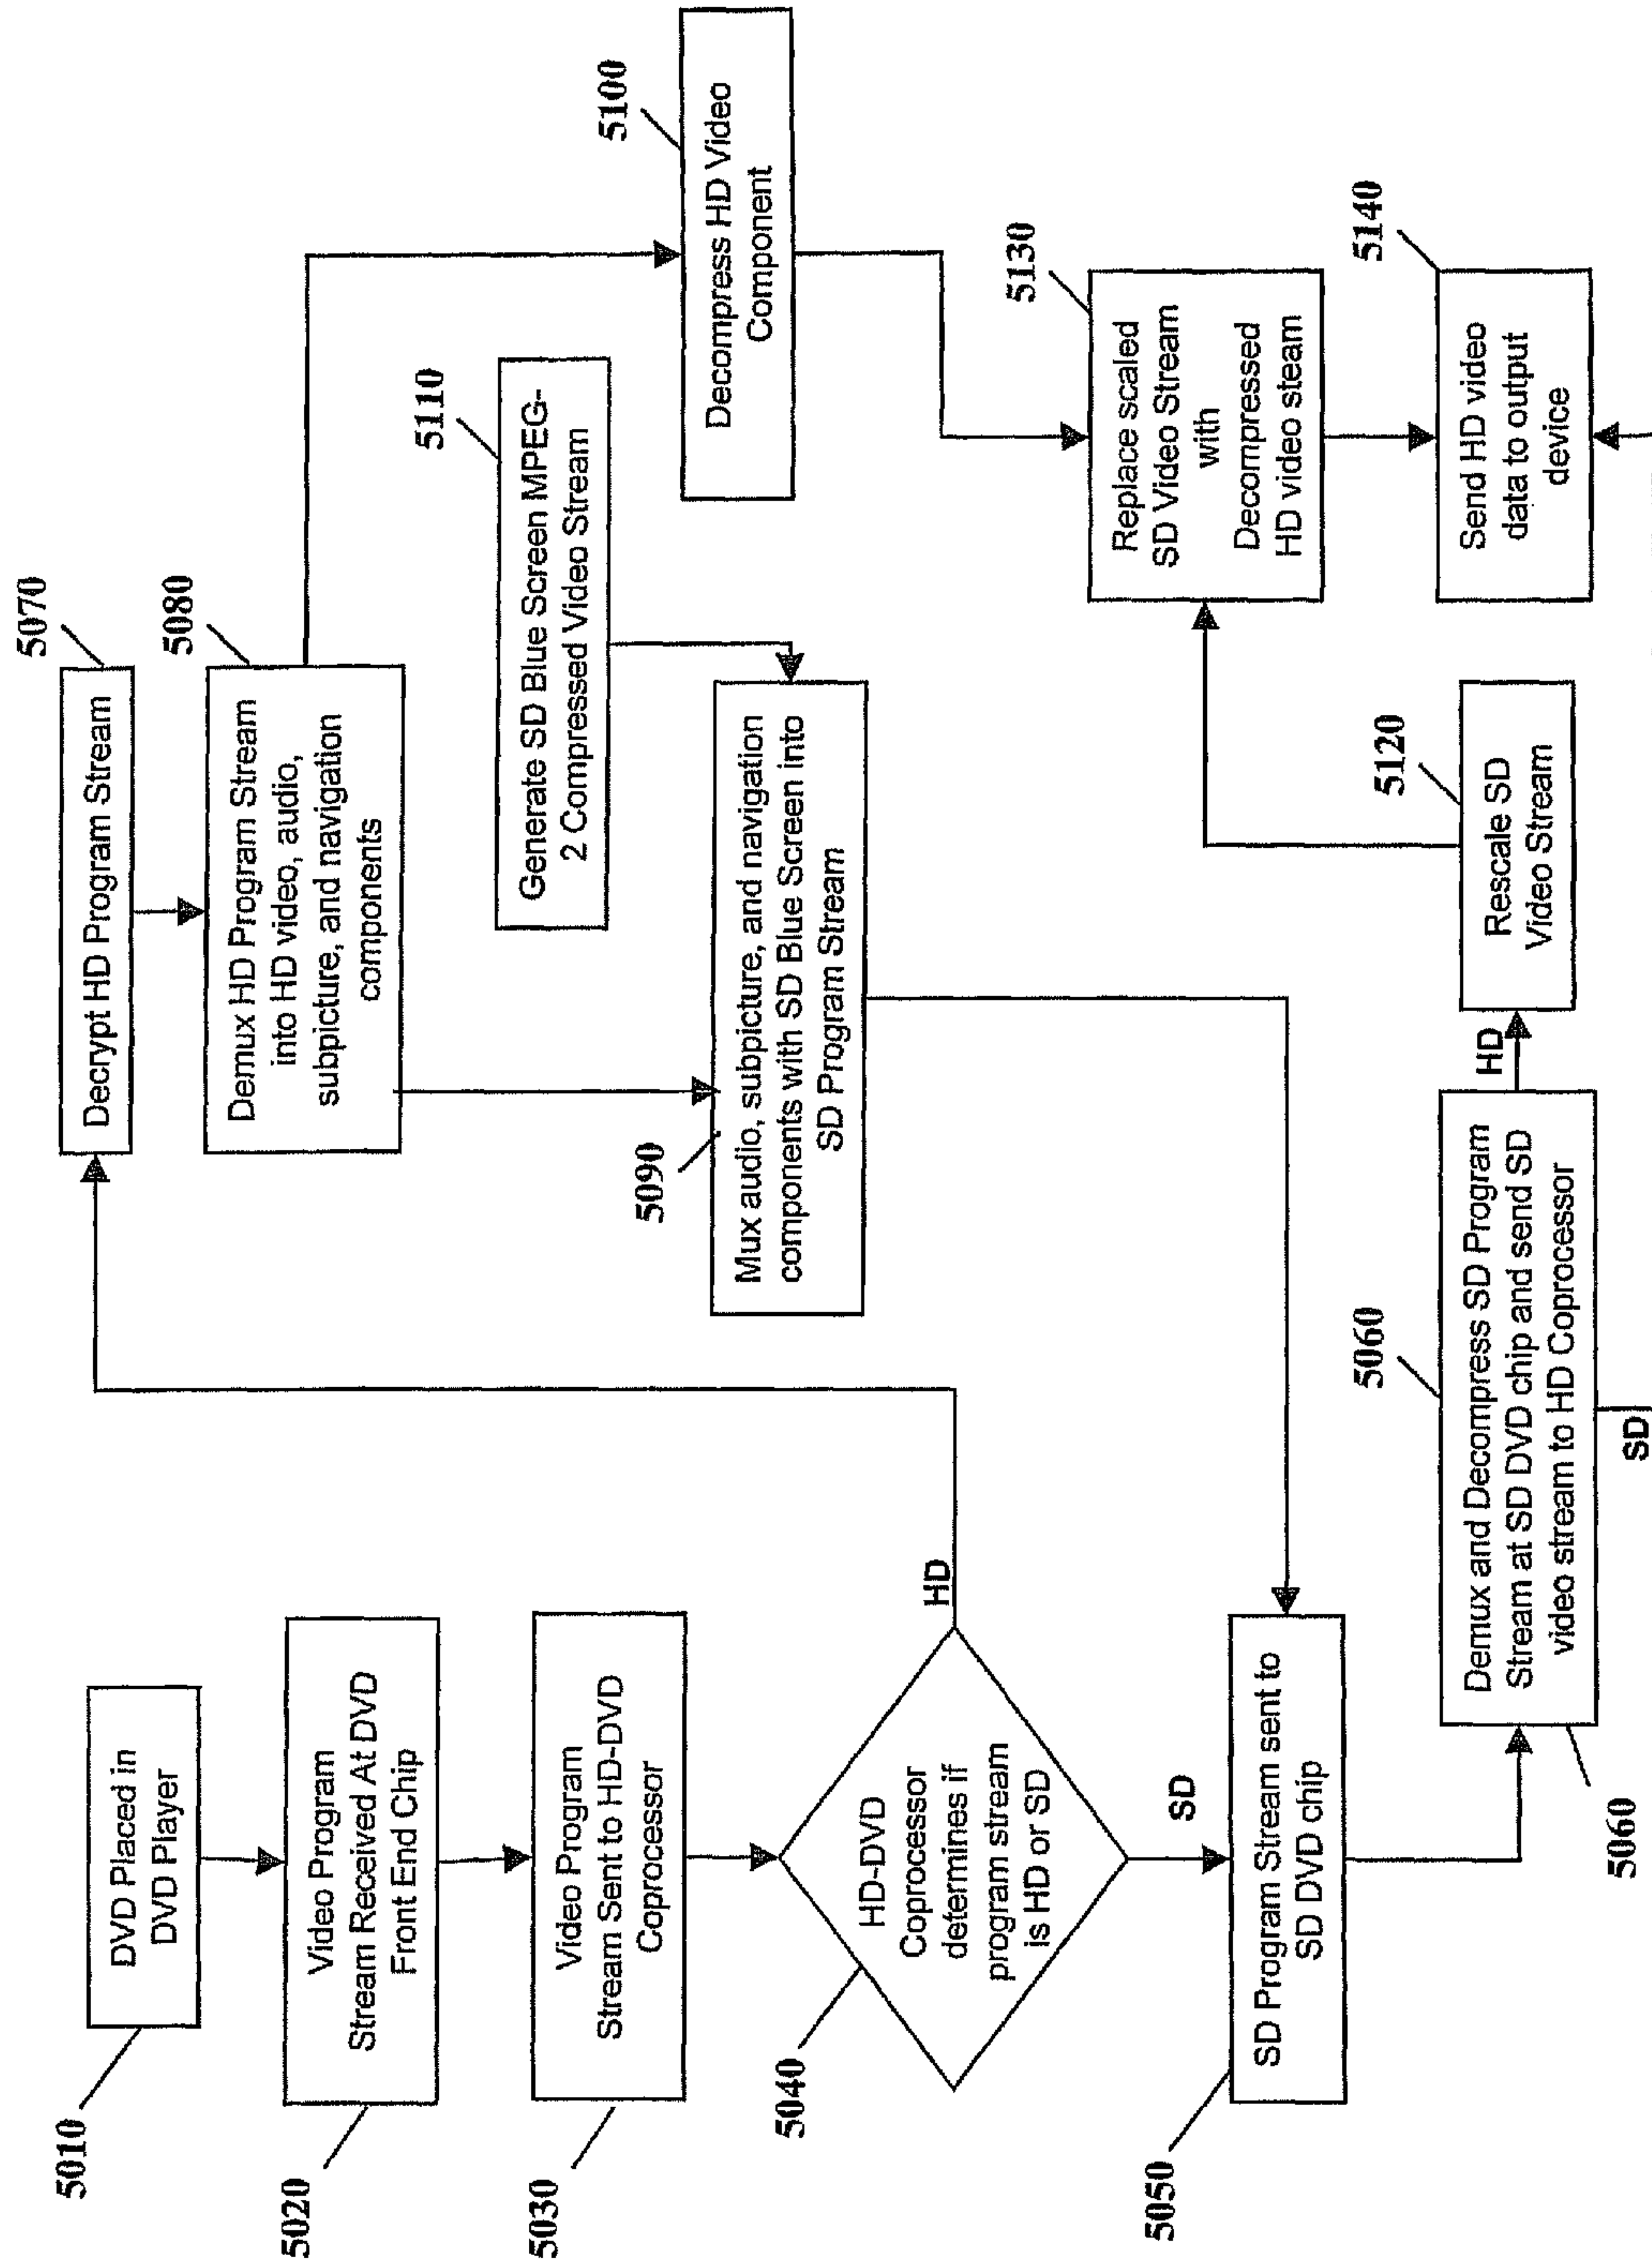 5010
DVD Placed in
DVD Player
5020
Video Program
Stream Received At DVD
Front End Chip
5030
Video Program
Stream Sent to HD-DVD
Coprocessor
5040
HD-DVD
Coprocessor
determines if
program stream
is HD or SD
HD
SD
5050
SD Program Stream sent to
SD DVD chip
5060
5060
Demux and Decompress SD Program
Stream at SD DVD chip and send SD
video stream to HD Coprocessor
SD
HD
5070
Decrypt HD Program Stream
5080
Demux HD Program Stream
into HD video, audio,
subpicture, and navigation
components
5090
Mux audio, subpicture, and navigation
components with SD Blue Screen into
SD Program Stream
5110
Generate SD Blue Screen MPEG-
2 Compressed Video Stream
5100
Decompress HD Video
Component
5120
Rescale SD
Video Stream
5130
Replace scaled
SD Video Stream
with
Decompressed
HD video steam
5140
Send HD video
data to output
device